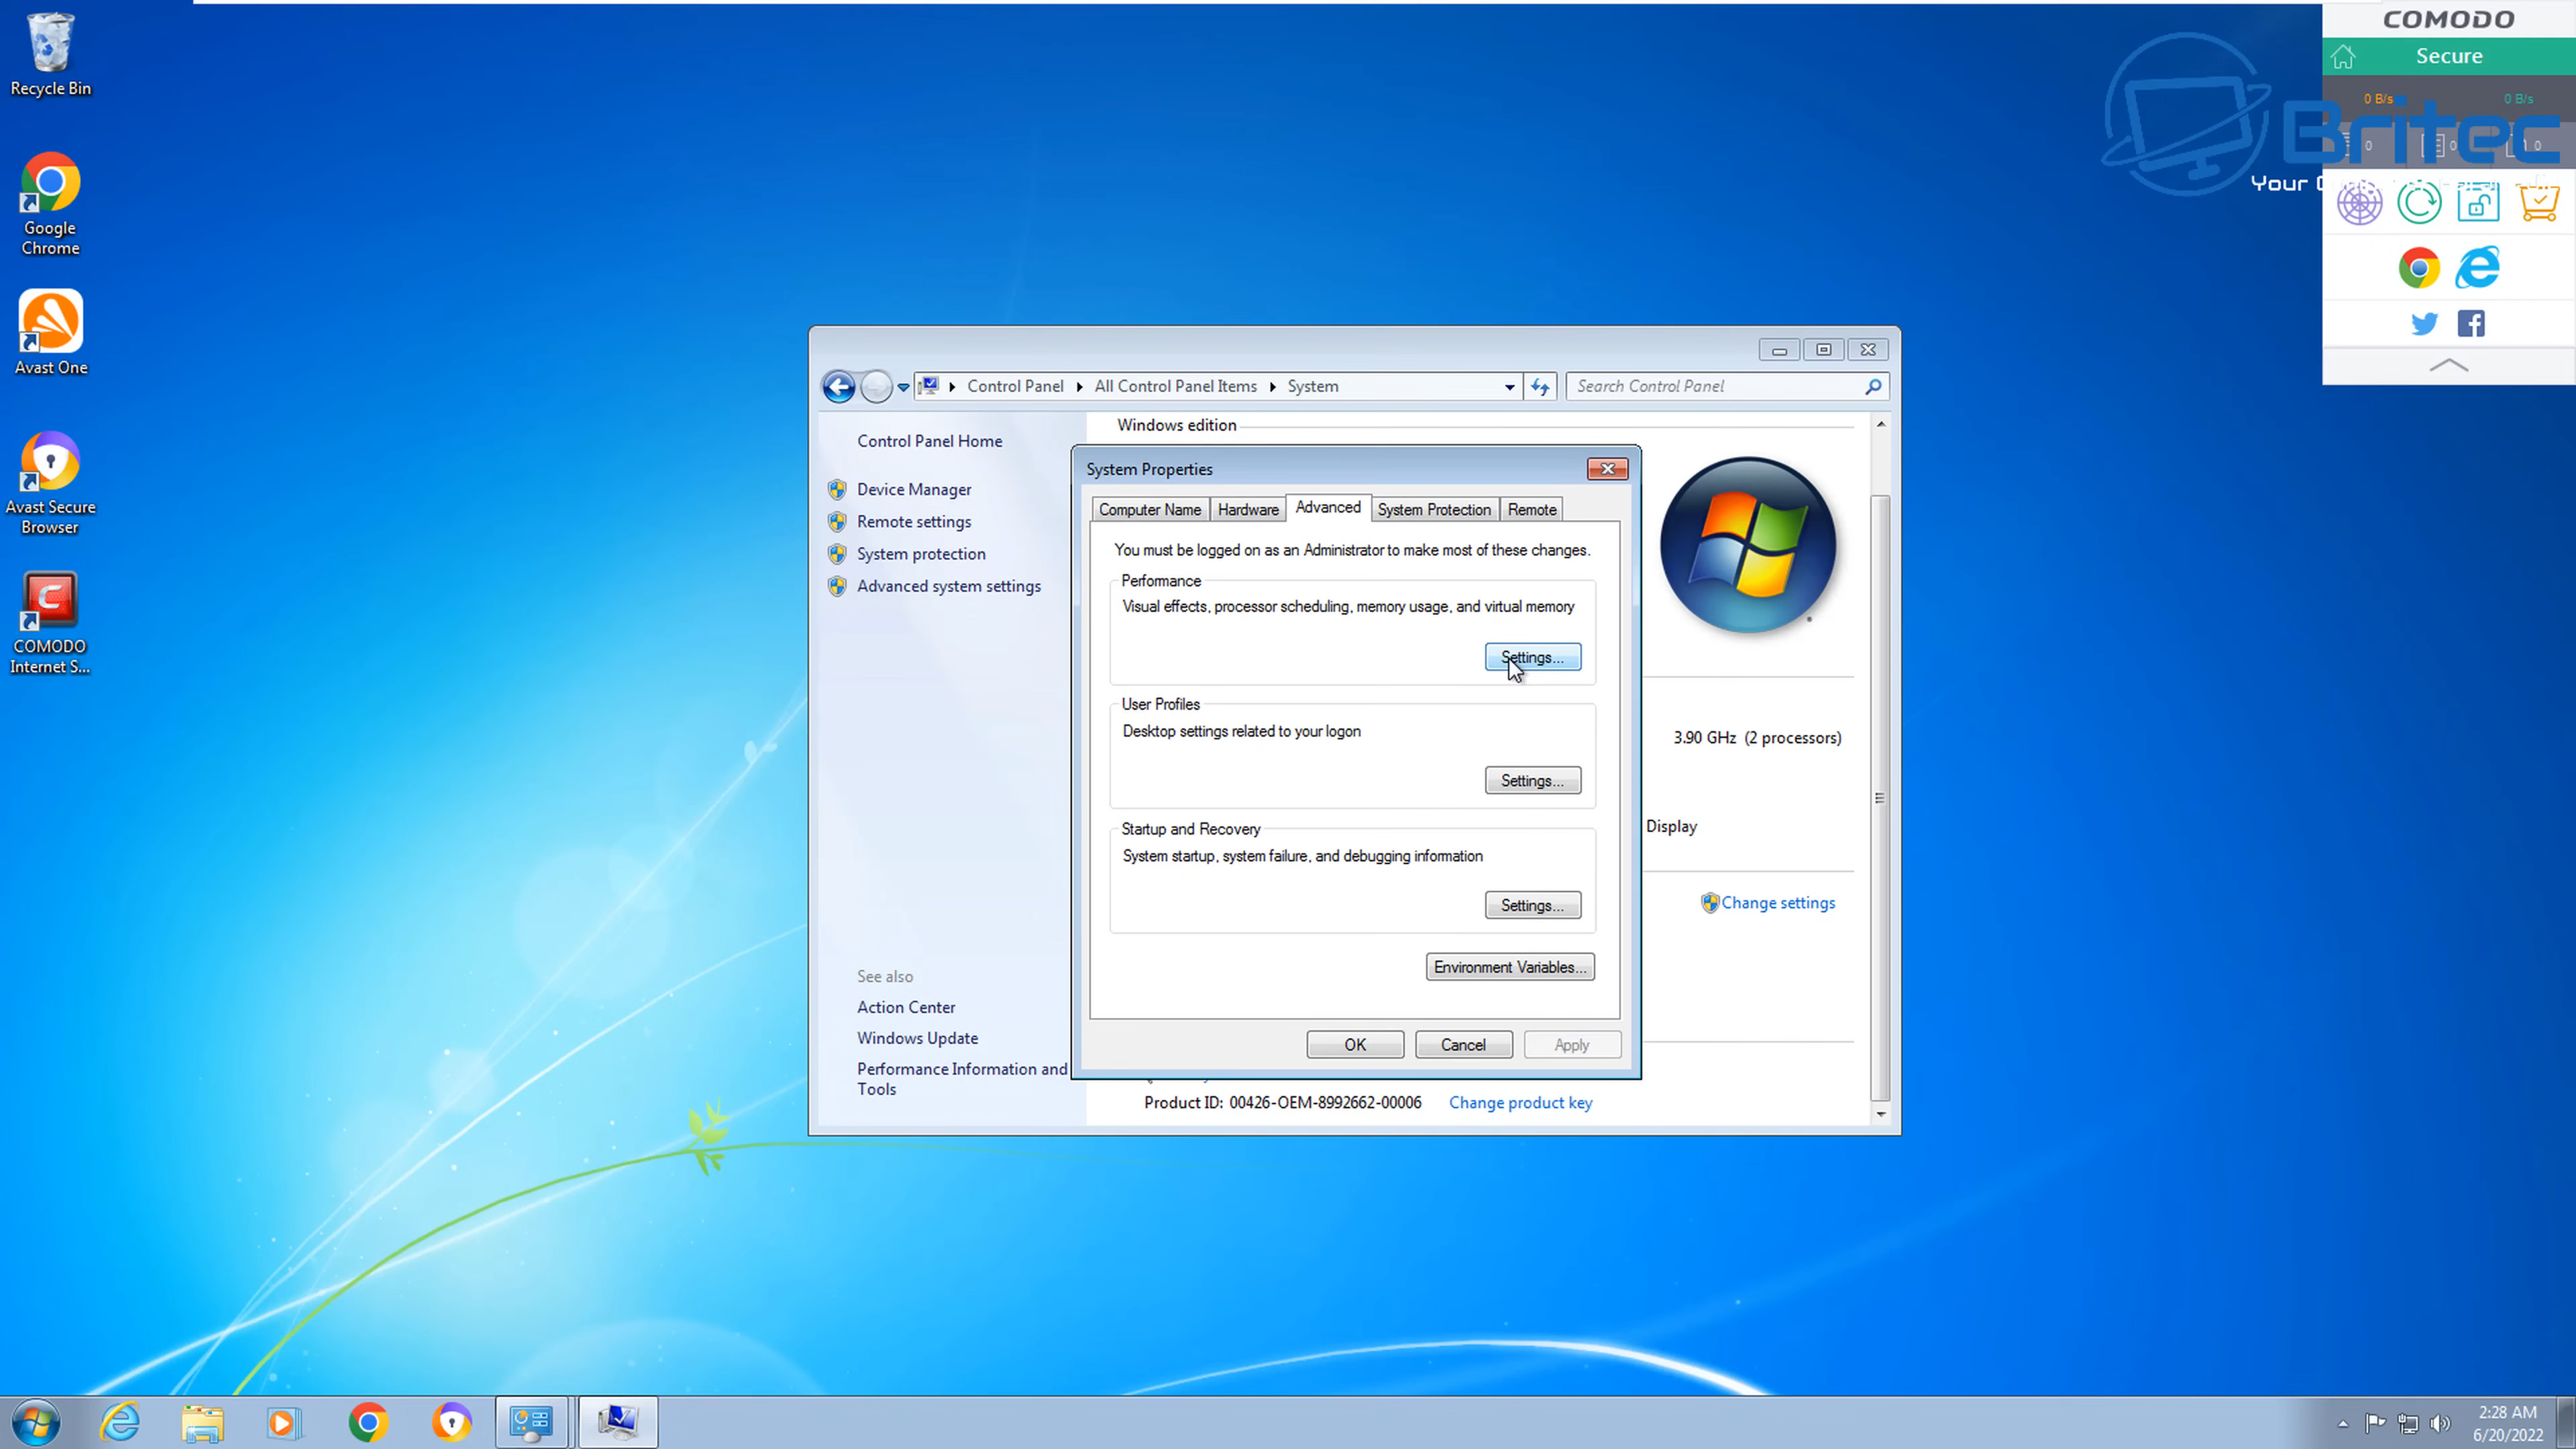 Recycle Bin
Google
Chrome
Avast One
Avast Secure
Browser
COMODO
Internet S...
COMODO
Secure
0 B/s
0 B/s
Britec
0
0
0
Your
Control Panel
All Control Panel Items
System
Search Control Panel
Control Panel Home
Device Manager
Remote settings
System protection
Advanced system settings
See also
Action Center
Windows Update
Performance Information and
Tools
Windows edition
System Properties
Computer Name
Hardware
Advanced
System Protection
Remote
You must be logged on as an Administrator to make most of these changes.
Performance
Visual effects, processor scheduling, memory usage, and virtual memory
Settings...
User Profiles
Desktop settings related to your logon
Settings...
Startup and Recovery
System startup, system failure, and debugging information
Settings...
Environment Variables...
OK
Cancel
Apply
3.90 GHz (2 processors)
Display
Change settings
Product ID: 00426-OEM-8992662-00006
Change product key
2:28 AM
6/20/2022